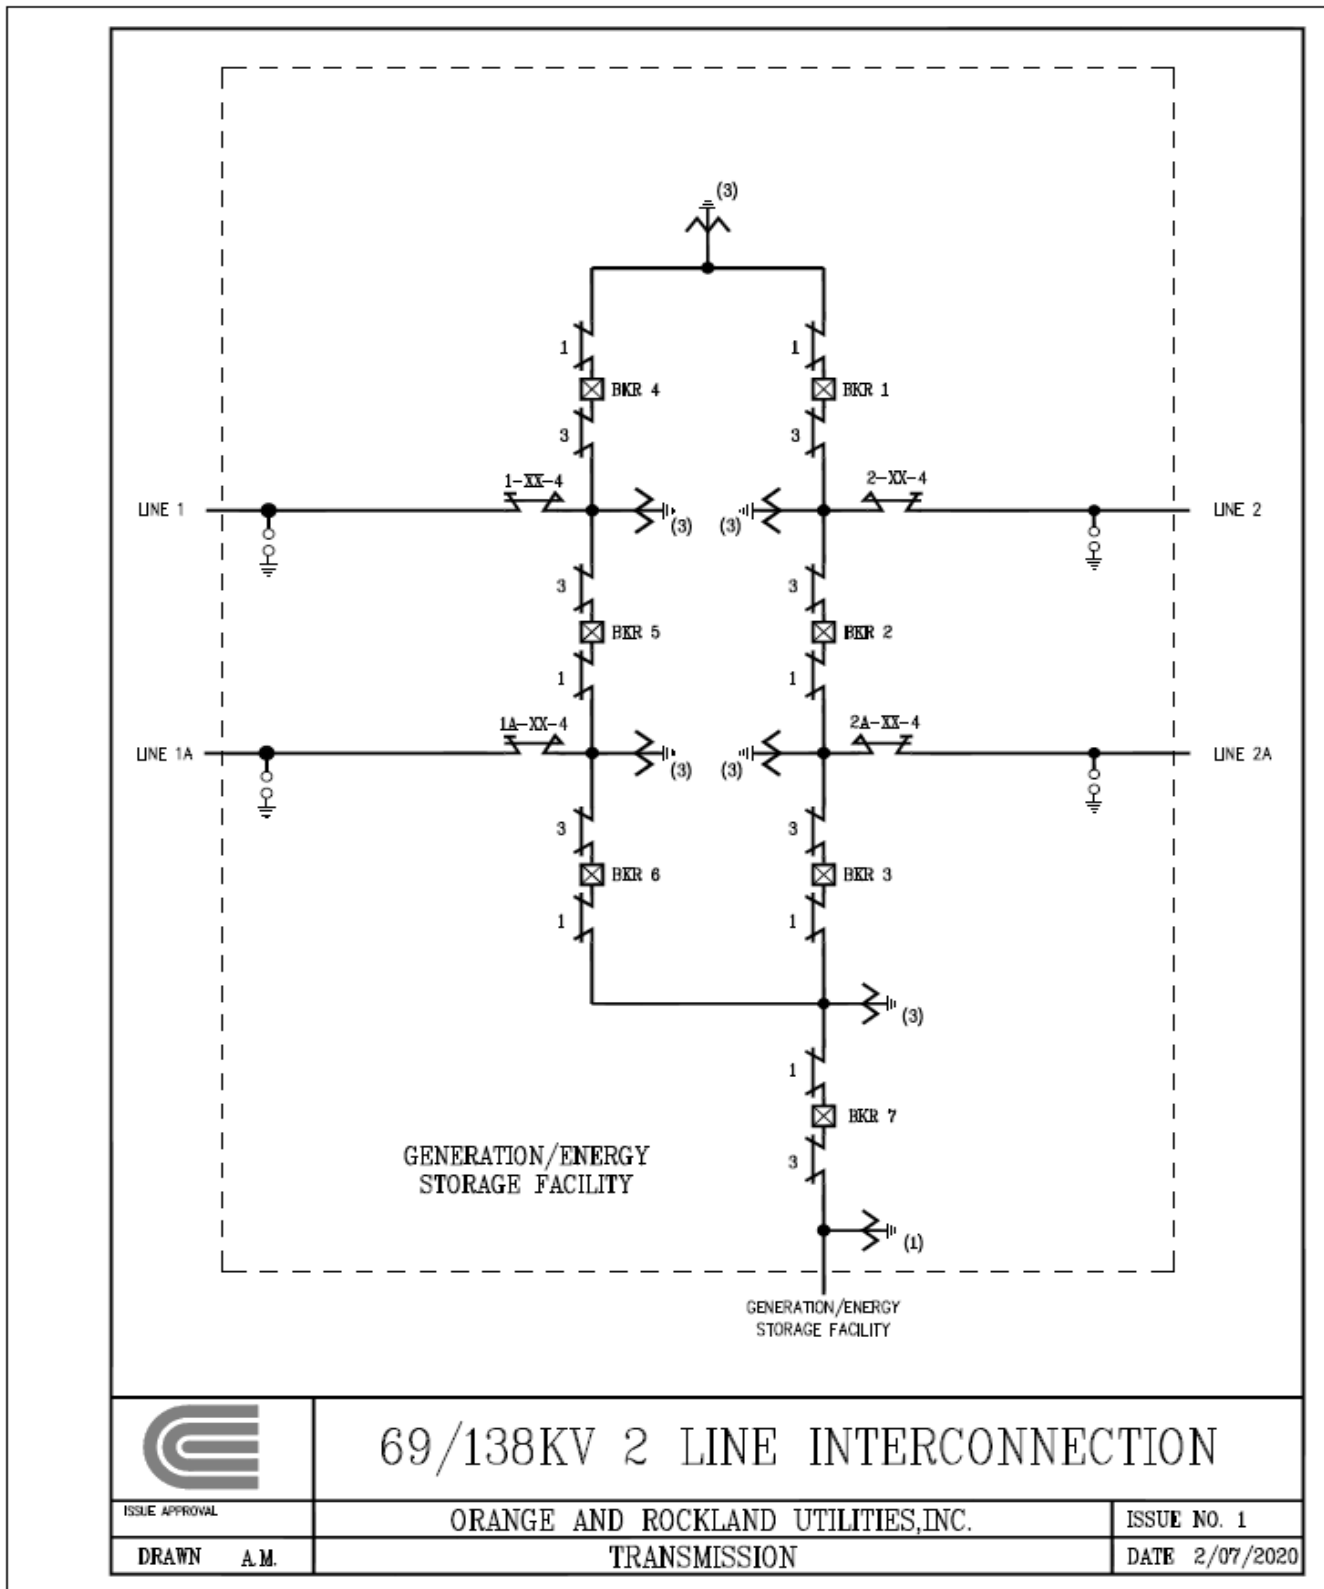 (3)
1
1
BKR 4
BKR 1
3
3
1-XX-4
2-XX-4
LINE 1
(3)
(3)
LINE 2
3
3
BKR 5
BKR 2
1
1
1A-XX-4
2A-XX-4
LINE 1A
(3)
(3)
LINE 2A
3
3
BKR 6
BKR 3
1
1
(3)
1
BKR 7
GENERATION/ENERGY
STORAGE FACILITY
3
(1)
GENERATION/ENERGY
STORAGE FACILITY
69/138KV 2 LINE INTERCONNECTION
ISSUE APPROVAL
ORANGE AND ROCKLAND UTILITIES,INC.
ISSUE NO. 1
DRAWN A.M.
TRANSMISSION
DATE 2/07/2020